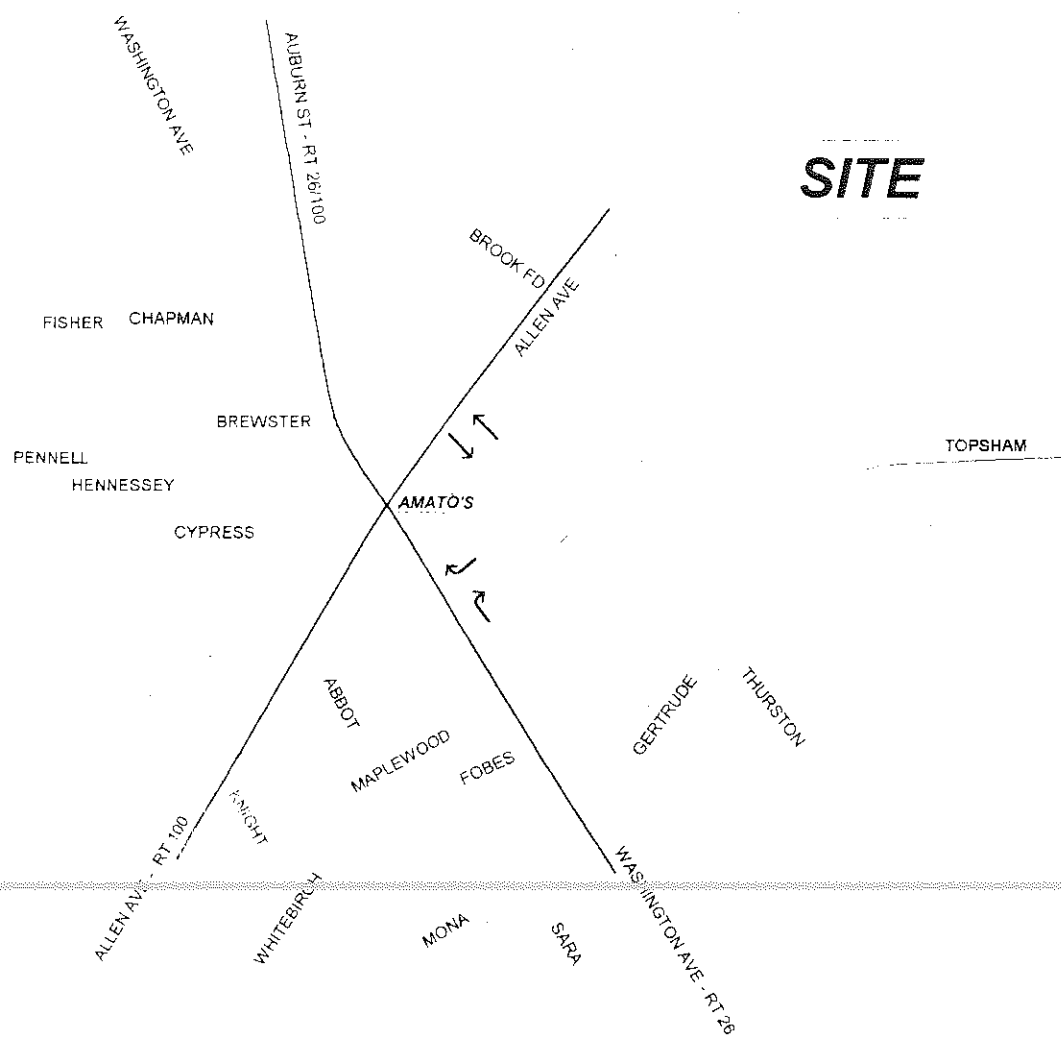 WASHINGTON AVE
AUBURN ST - RT 26/100
SITE
BROOK FD
ALLEN AVE
FISHER
CHAPMAN
BREWSTER
PENNELL
HENNESSEY
TOPSHAM
AMATO'S
CYPRESS
ABBOT
MAPLEWOOD
FOBES
GERTRUDE
THURSTON
KNIGHT
ALLEN AVE - RT 100
WHITEBIRCH
MONA
SARA
WASHINGTON AVE - RT 26